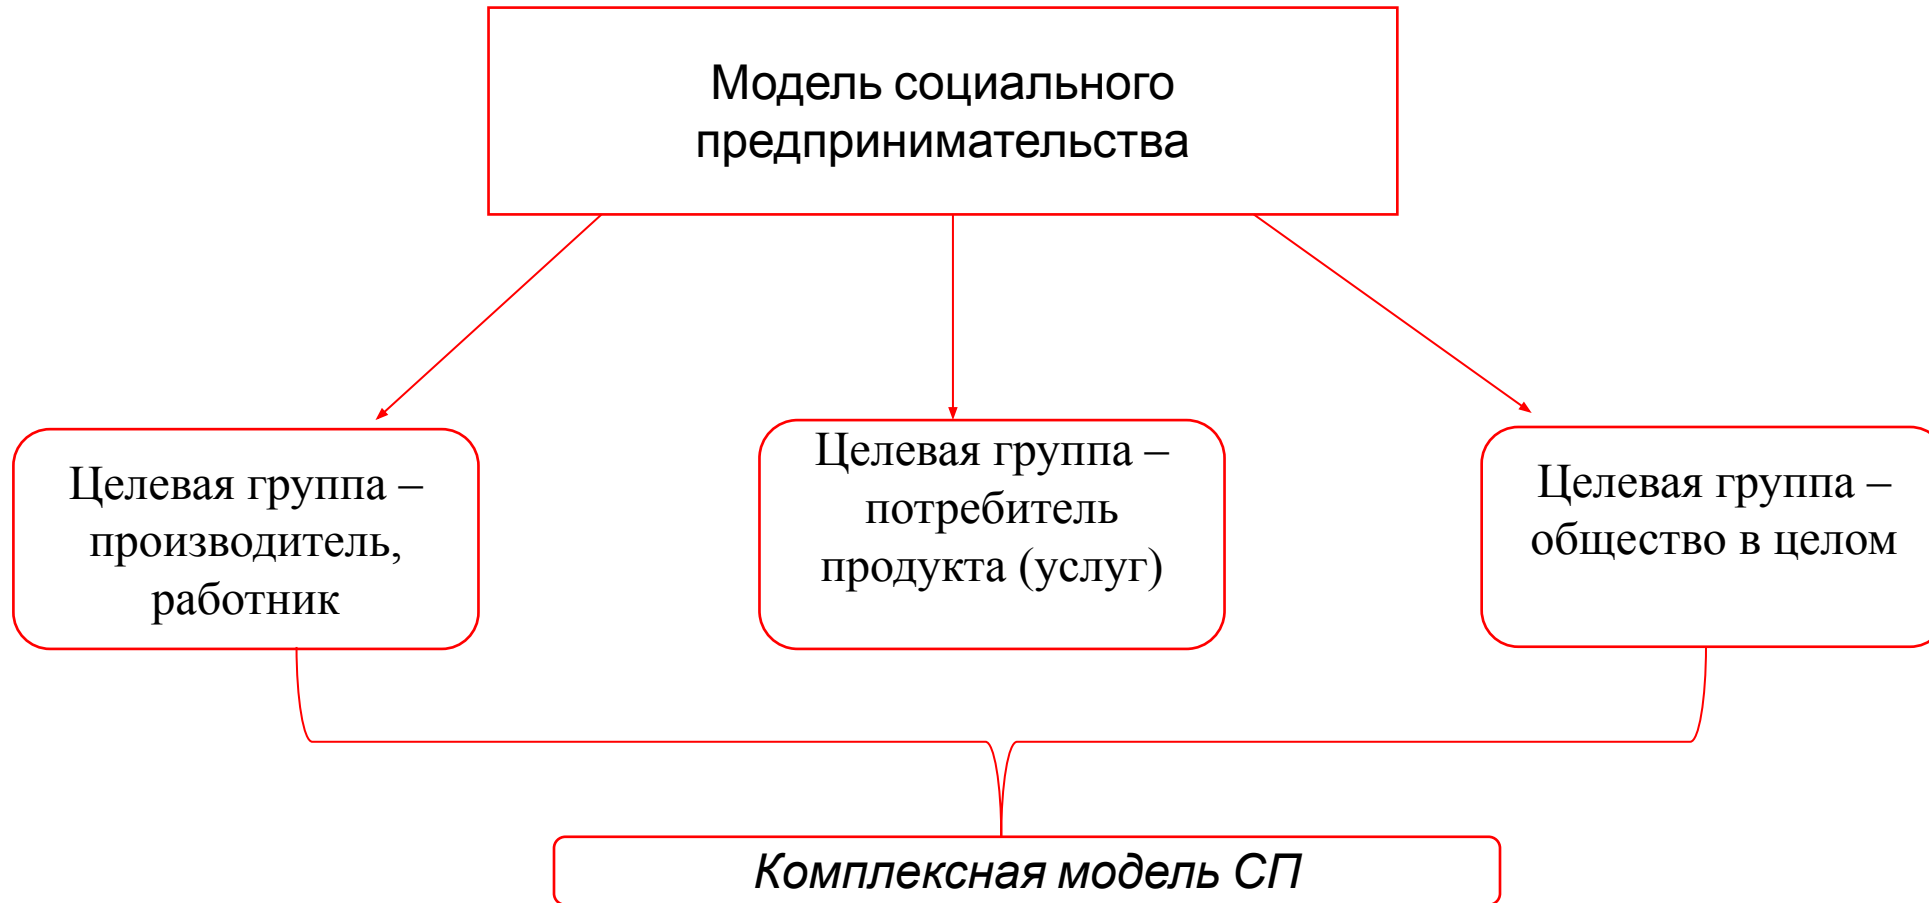 Модель социального
предпринимательства
Целевая группа –
производитель,
работник
Целевая группа –
потребитель
продукта (услуг)
Целевая группа –
общество в целом
Комплексная модель СП